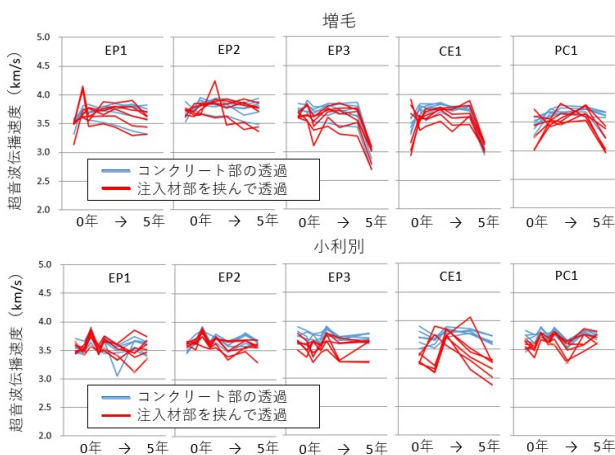 増毛
EP1 EP2 EP3 CE1 PC1
超音波伝播速度(km/s)
5.0
4.5
4.0
3.5
3.0
2.5
2.0
コンクリート部の透過
注入材部を挟んで透過
0年 → 5年 0年 → 5年 0年 → 5年 0年 → 5年 0年 → 5年
小利別
EP1 EP2 EP3 CE1 PC1
超音波伝播速度(km/s)
5.0
4.5
4.0
3.5
3.0
2.5
2.0
コンクリート部の透過
注入材部を挟んで透過
0年 → 5年 0年 → 5年 0年 → 5年 0年 → 5年 0年 → 5年